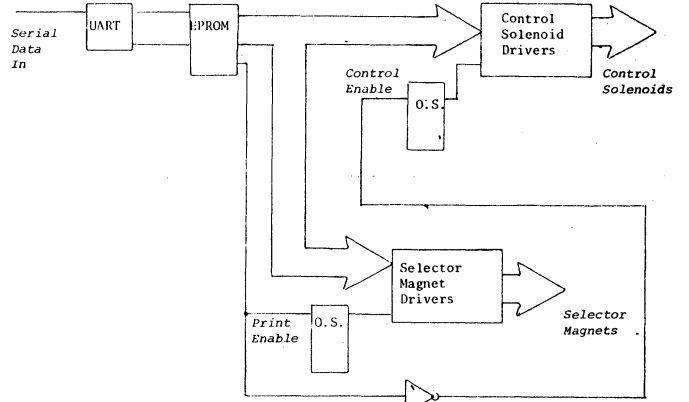 Serial
Data
In
UART
EPROM
Control
Solenoid
Drivers
Control
Solenoids
Control
Enable
O.S.
Selector
Magnet
Drivers
Selector
Magnets
Print
Enable
O.S.